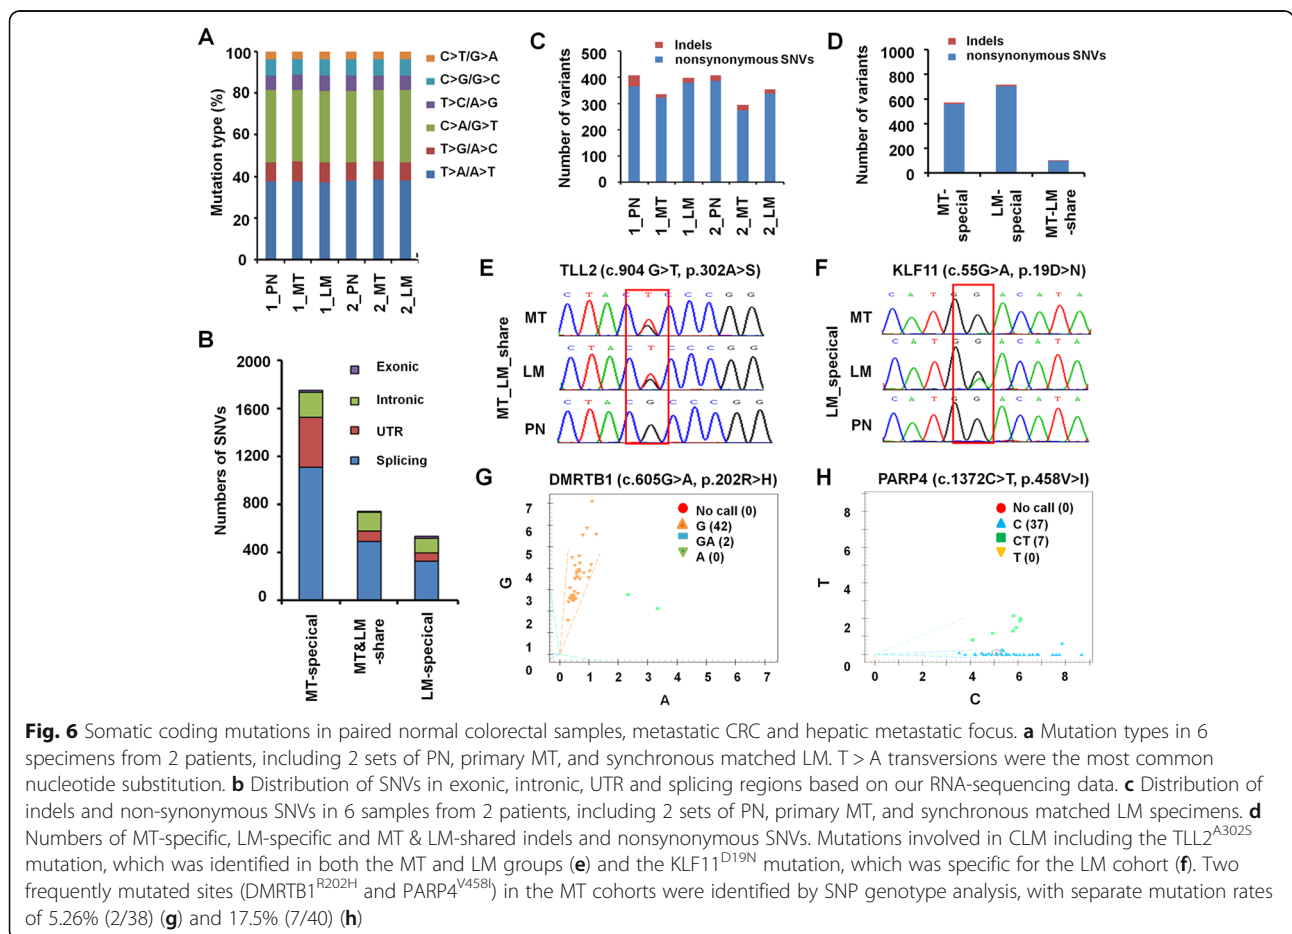 A
100
80
60
40
20
0
Mutation type (%)
1_PN
1_MT
1_LM
2_PN
2_MT
2_LM
C>T/G>A
C>G/G>C
T>C/A>G
C>A/G>T
T>G/A>C
T>A/A>T
C
Indels
nonsynonymous SNVs
500
400
300
200
100
0
Number of variants
1_PN
1_MT
1_LM
2_PN
2_MT
2_LM
D
Indels
nonsynonymous SNVs
1000
800
600
400
200
0
Number of variants
MT-
special
LM-
special
MT-LM
-share
B
2000
1600
1200
800
400
0
Numbers of SNVs
Exonic
Intronic
UTR
Splicing
MT-specical
MT&LM
-share
LM-specical
E
TLL2 (c.904 G>T, p.302A>S)
MT_LM_share
MT
C T A C T C C C G G
LM
C T A C T C C C G G
PN
C T A C G C C C G G
F
KLF11 (c.55G>A, p.19D>N)
LM_specical
MT
C A T G G A C A T A
LM
C A T G G A C A T A
PN
C A T G G A C A T A
G
DMRTB1 (c.605G>A, p.202R>H)
No call (0)
G (42)
GA (2)
A (0)
7
6
5
4
3
2
1
0
G
0 1 2 3 4 5 6 7
A
H
PARP4 (c.1372C>T, p.458V>I)
No call (0)
C (37)
CT (7)
T (0)
8
6
4
2
0
T
0 2 4 6 8
C
Fig. 6 Somatic coding mutations in paired normal colorectal samples, metastatic CRC and hepatic metastatic focus. a Mutation types in 6
specimens from 2 patients, including 2 sets of PN, primary MT, and synchronous matched LM. T > A transversions were the most common
nucleotide substitution. b Distribution of SNVs in exonic, intronic, UTR and splicing regions based on our RNA-sequencing data. c Distribution of
indels and non-synonymous SNVs in 6 samples from 2 patients, including 2 sets of PN, primary MT, and synchronous matched LM specimens. d
Numbers of MT-specific, LM-specific and MT & LM-shared indels and nonsynonymous SNVs. Mutations involved in CLM including the TLL2A302S
mutation, which was identified in both the MT and LM groups (e) and the KLF11D19N mutation, which was specific for the LM cohort (f). Two
frequently mutated sites (DMRTB1R202H and PARP4V458I) in the MT cohorts were identified by SNP genotype analysis, with separate mutation rates
of 5.26% (2/38) (g) and 17.5% (7/40) (h)